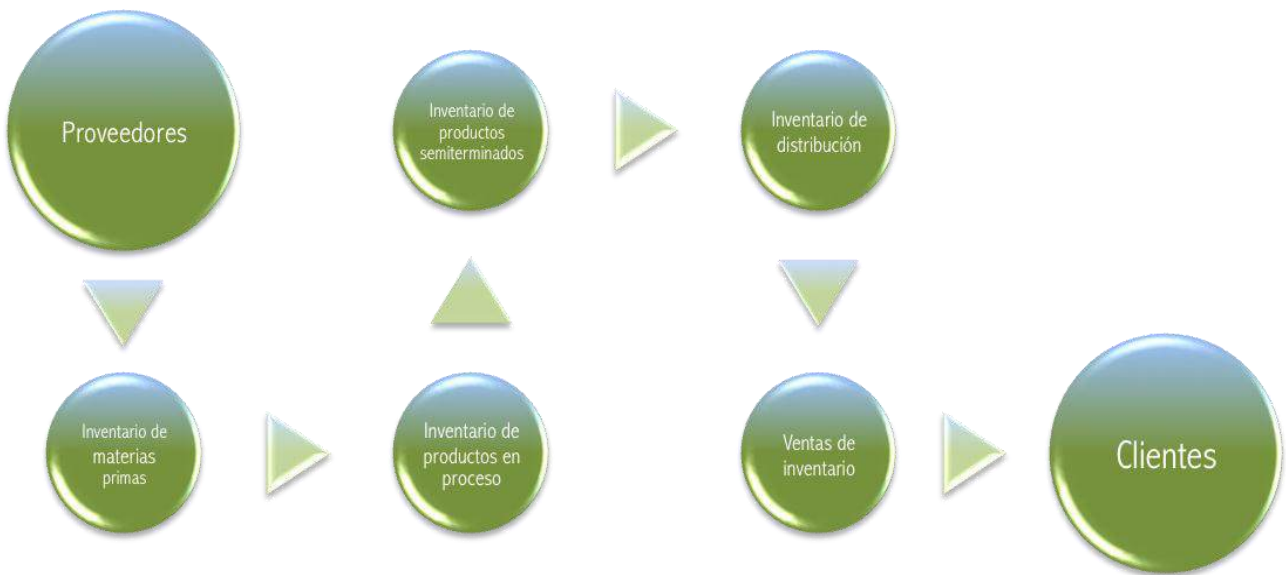 Proveedores
Inventario de
materias
primas
Inventario de
productos en
proceso
Inventario de
productos
semiterminados
Inventario de
distribución
Ventas de
inventario
Clientes